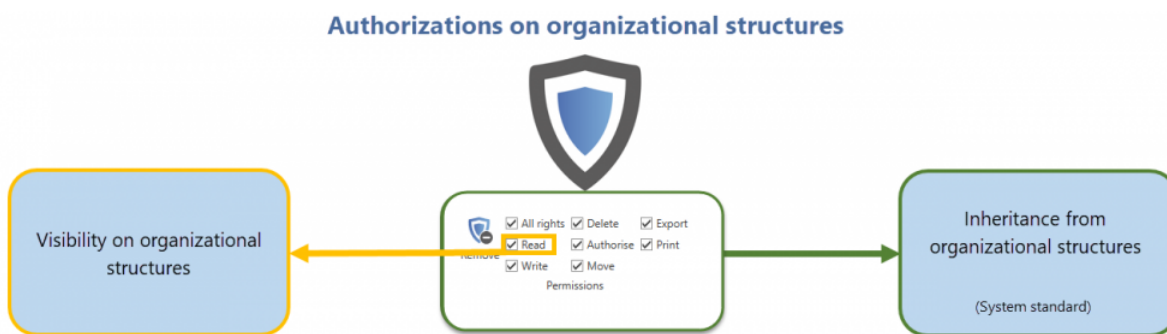 Authorizations on organizational structures
Visibility on organizational
structures
All rights Delete Export
Read Authorise Print
Remove
Write Move
Permissions
Inheritance from
organizational structures
(System standard)